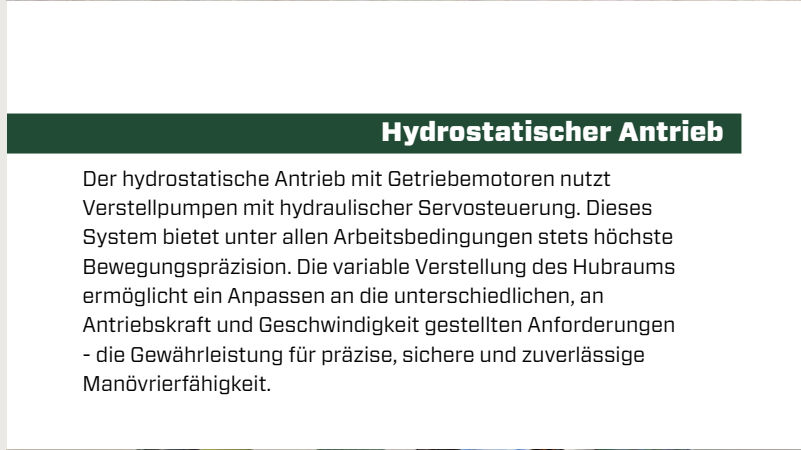 Hydrostatischer Antrieb
Der hydrostatische Antrieb mit Getriebemotoren nutzt
Verstellpumpen mit hydraulischer Servosteuerung. Dieses
System bietet unter allen Arbeitsbedingungen stets höchste
Bewegungspräzision. Die variable Verstellung des Hubraums
ermöglicht ein Anpassen an die unterschiedlichen, an
Antriebskraft und Geschwindigkeit gestellten Anforderungen
- die Gewährleistung für präzise, sichere und zuverlässige
Manövrierfähigkeit.